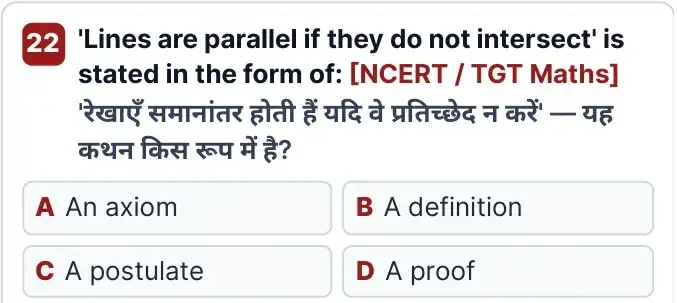 22 'Lines are parallel if they do not intersect' is
stated in the form of: [NCERT / TGT Maths]
'रेखाएँ समानांतर होती हैं यदि वे प्रतिच्छेद न करें' — यह
कथन किस रूप में है?
A An axiom
B A definition
C A postulate
D A proof